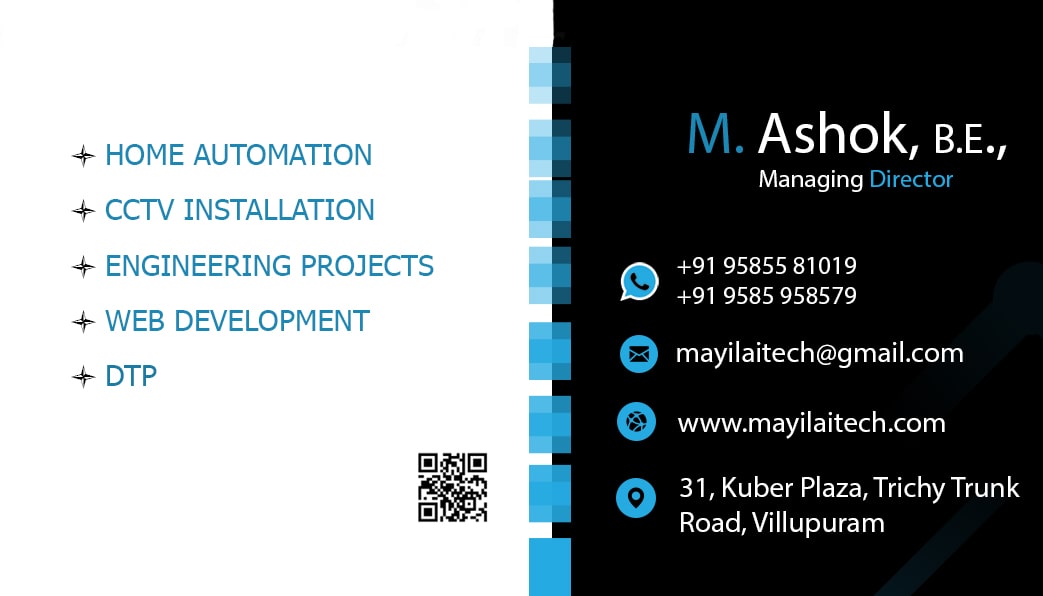 HOME AUTOMATION
CCTV INSTALLATION
ENGINEERING PROJECTS
WEB DEVELOPMENT
DTP
M. Ashok, B.E.,
Managing Director
+91 95855 81019
+91 9585 958579
mayilaitech@gmail.com
www.mayilaitech.com
31, Kuber Plaza, Trichy Trunk
Road, Villupuram